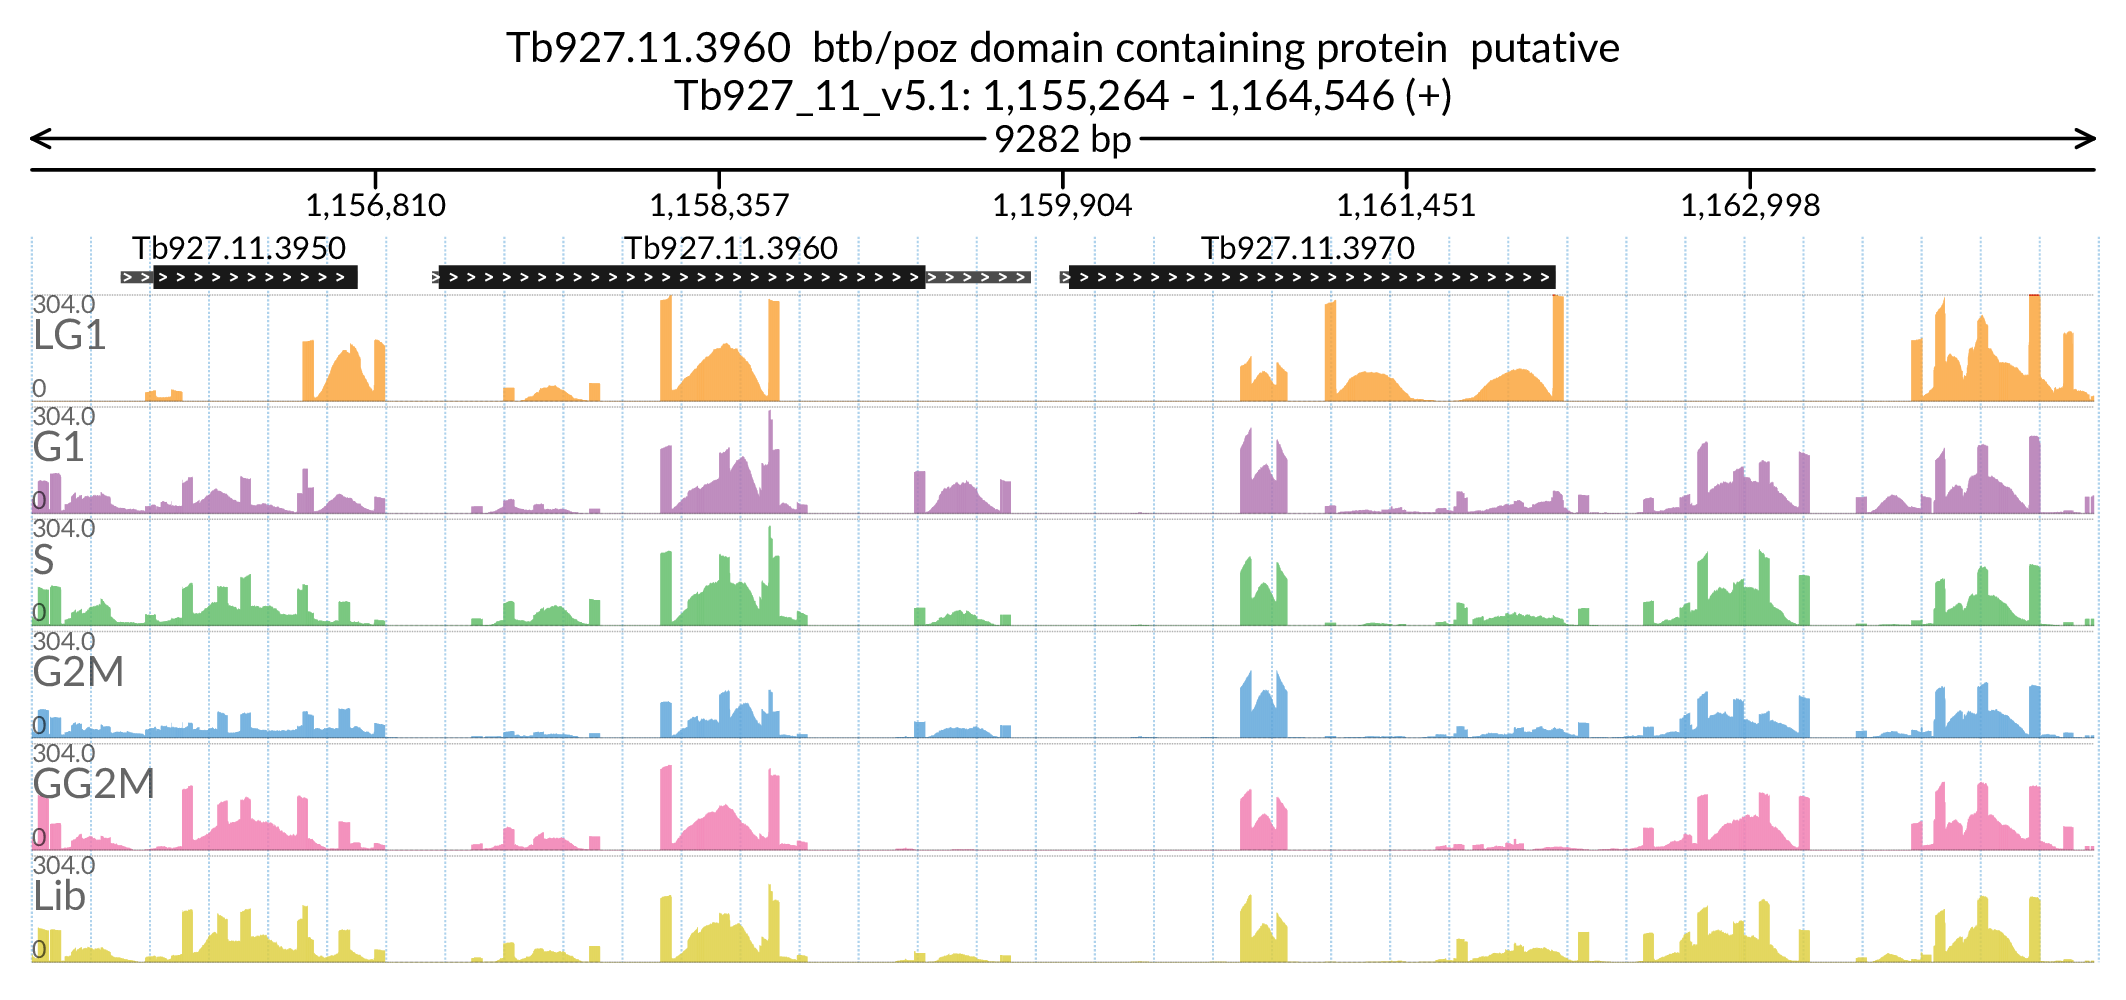 Tb927.11.3960  btb/poz domain containing protein  putative
Tb927_11_v5.1: 1,155,264 - 1,164,546 (+)
9282 bp
1,156,810 1,158,357 1,159,904 1,161,451 1,162,998
Tb927.11.3950 Tb927.11.3960 Tb927.11.3970
304.0
LG1
0
304.0
G1
0
304.0
S
0
304.0
G2M
0
304.0
GG2M
0
304.0
Lib
0